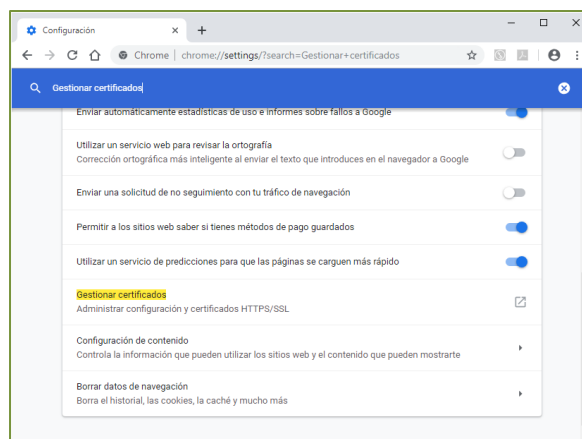 Configuración
Chrome | chrome://settings/?search=Gestionar+certificados
Gestionar certificados
Enviar automáticamente estadísticas de uso e informes sobre fallos a Google
Utilizar un servicio web para revisar la ortografía
Corrección ortográfica más inteligente al enviar el texto que introduces en el navegador a Google
Enviar una solicitud de no seguimiento con tu tráfico de navegación
Permitir a los sitios web saber si tienes métodos de pago guardados
Utilizar un servicio de predicciones para que las páginas se carguen más rápido
Gestionar certificados
Administrar configuración y certificados HTTPS/SSL
Configuración de contenido
Controla la información que pueden utilizar los sitios web y el contenido que pueden mostrarte
Borrar datos de navegación
Borra el historial, las cookies, la caché y mucho más